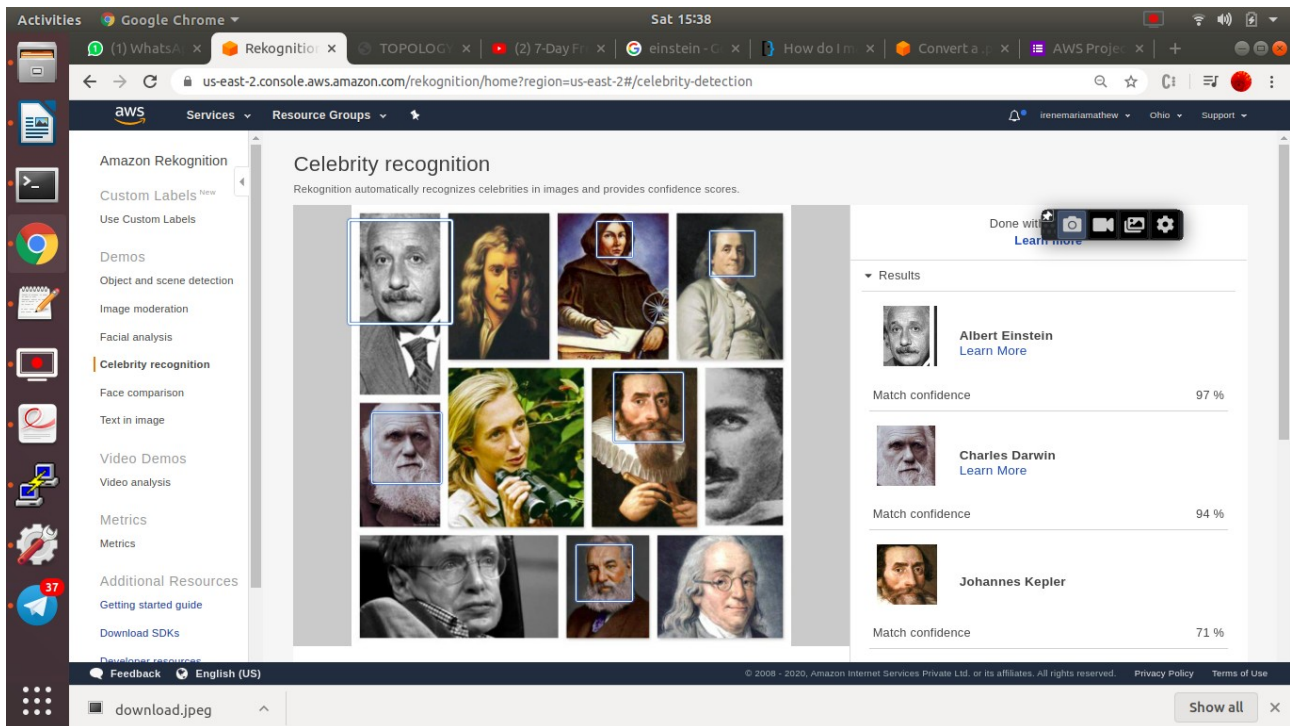 Activities Google Chrome Sat 15:38
(1) WhatsA Rekognition TOPOLOGY (2) 7-Day Fr einstein - G How do I m Convert a .p AWS Projec
us-east-2.console.aws.amazon.com/rekognition/home?region=us-east-2#/celebrity-detection
aws Services Resource Groups irenemariamathew Ohio Support
Amazon Rekognition
Custom Labels New
Use Custom Labels
Demos
Object and scene detection
Image moderation
Facial analysis
Celebrity recognition
Face comparison
Text in image
Video Demos
Video analysis
Metrics
Metrics
Additional Resources
Getting started guide
Download SDKs
Developer resources
Celebrity recognition
Rekognition automatically recognizes celebrities in images and provides confidence scores.
Done with
Learn more
Results
Albert Einstein
Learn More
Match confidence 97 %
Charles Darwin
Learn More
Match confidence 94 %
Johannes Kepler
Match confidence 71 %
37
Feedback English (US) © 2008 - 2020, Amazon Internet Services Private Ltd. or its affiliates. All rights reserved. Privacy Policy Terms of Use
download.jpeg Show all